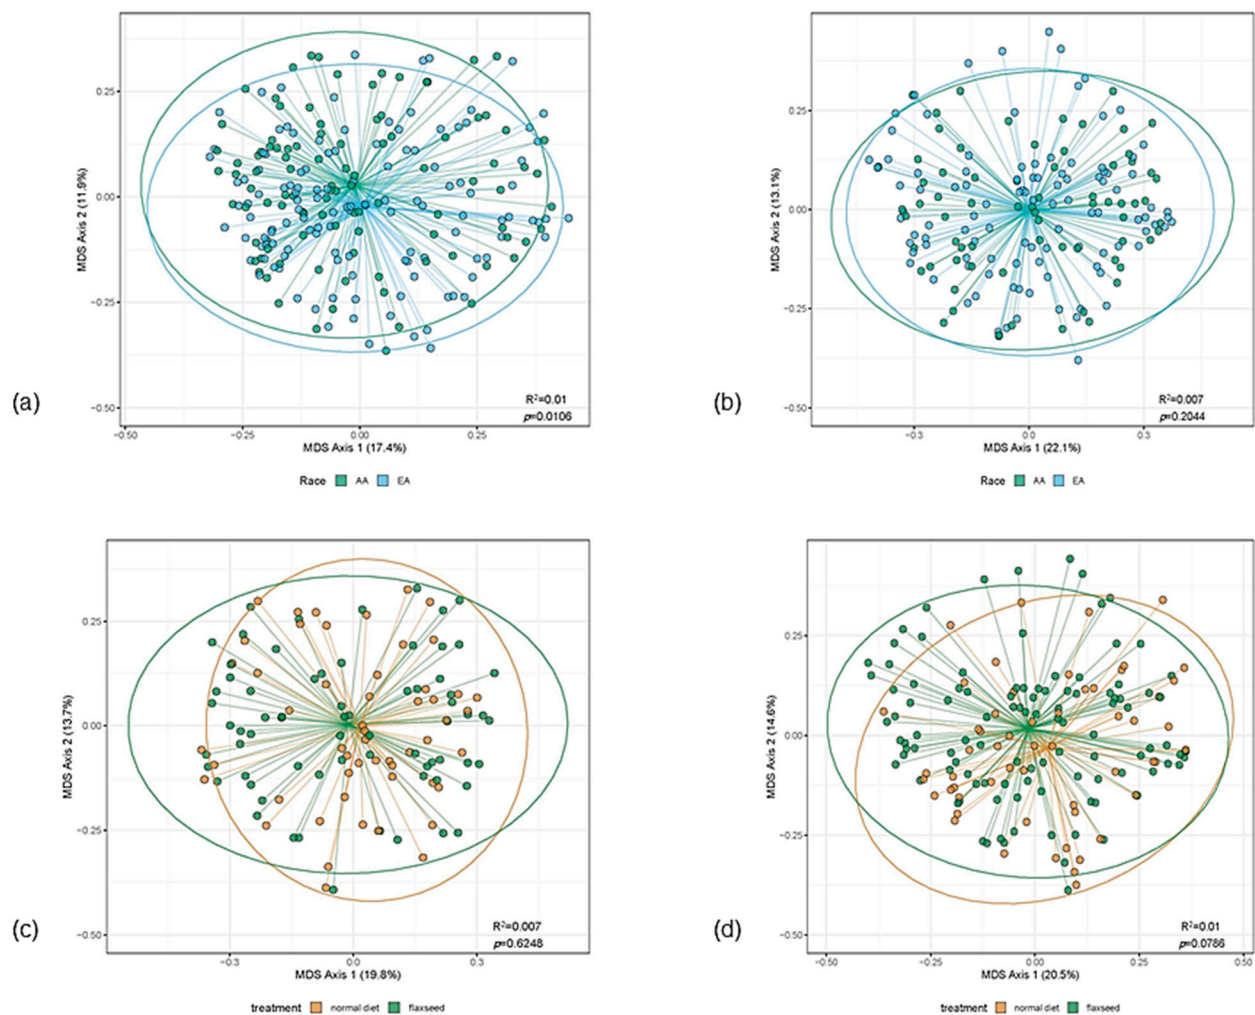 (a)
MDS Axis 2 (11.9%)
0.25
0.00
−0.25
−0.50
−0.50 −0.25 0.00 0.25
MDS Axis 1 (17.4%)
R²=0.01
p=0.0106
Race AA EA
(b)
MDS Axis 2 (13.1%)
0.25
0.00
−0.25
−0.50
−0.3 0.0 0.3
MDS Axis 1 (22.1%)
R²=0.007
p=0.2044
Race AA EA
(c)
MDS Axis 2 (13.7%)
0.25
0.00
−0.25
−0.50
−0.3 0.0 0.3
MDS Axis 1 (19.8%)
R²=0.007
p=0.6248
treatment normal diet flaxseed
(d)
MDS Axis 2 (14.6%)
0.25
0.00
−0.25
−0.50
−0.50 −0.25 0.00 0.25 0.50
MDS Axis 1 (20.5%)
R²=0.01
p=0.0786
treatment normal diet flaxseed